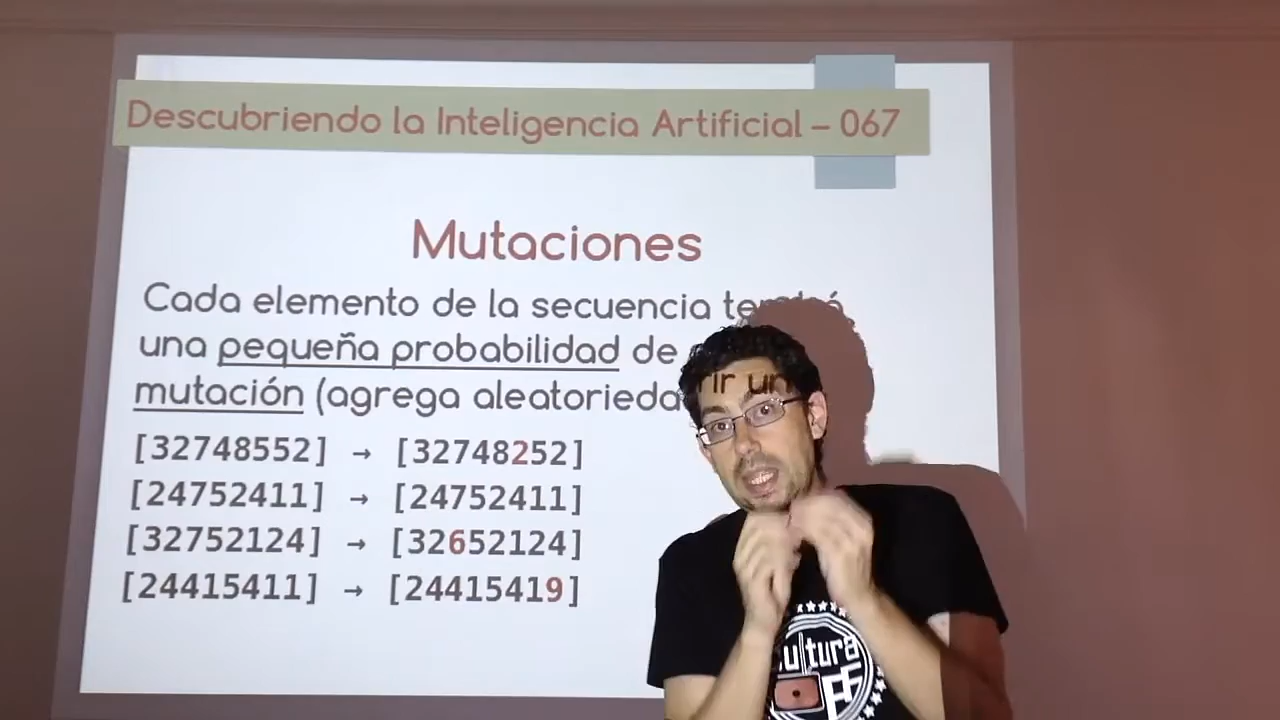 Descubriendo la Inteligencia Artificial – 067
Mutaciones
Cada elemento de la secuencia
una pequeña probabilidad de
mutación (agrega
[32748552] → [32748252]
[24752411] → [24752411]
[32752124] → [32652124]
[24415411] → [24415419]